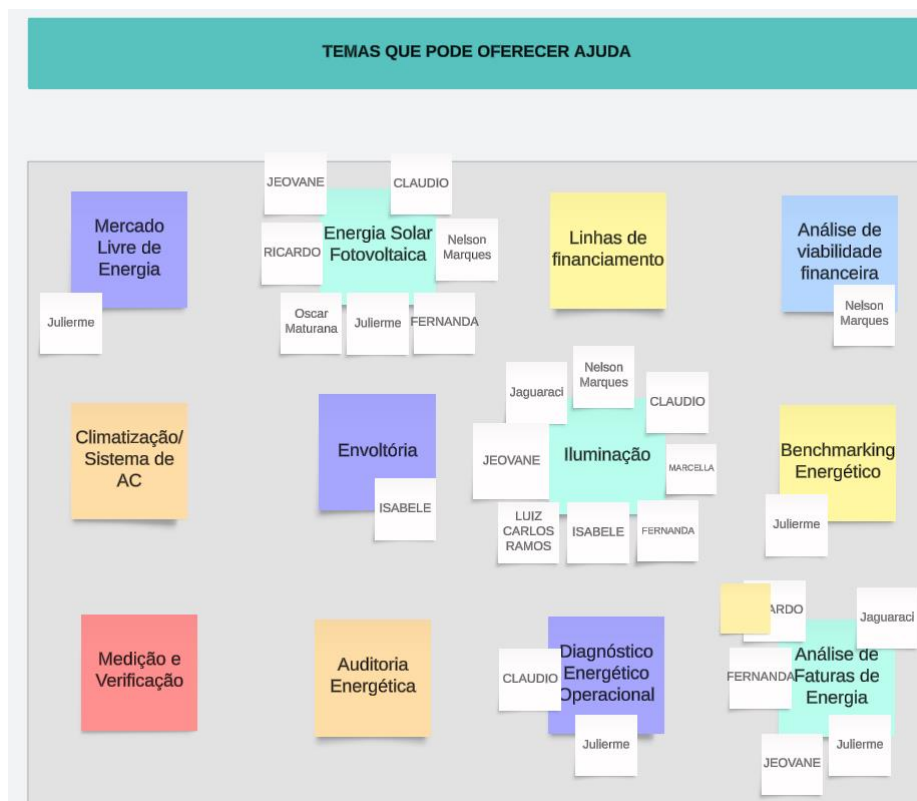 TEMAS QUE PODE OFERECER AJUDA
JEOVANE
CLAUDIO
Mercado
Livre de
Energia
Julierme
Energia Solar
Fotovoltaica
RICARDO
Nelson
Marques
Oscar
Maturana
Julierme
FERNANDA
Linhas de
financiamento
Análise de
viabilidade
financeira
Nelson
Marques
Climatização/
Sistema de
AC
Envoltória
ISABELE
Jaguaraci
Nelson
Marques
CLAUDIO
JEOVANE
Iluminação
MARCELLA
LUIZ
CARLOS
RAMOS
ISABELE
FERNANDA
Benchmarking
Energético
Julierme
Medição e
Verificação
Auditoria
Energética
CLAUDIO
Diagnóstico
Energético
Operacional
Julierme
ARDO
Jaguaraci
FERNANDA
Análise de
Faturas de
Energia
JEOVANE
Julierme